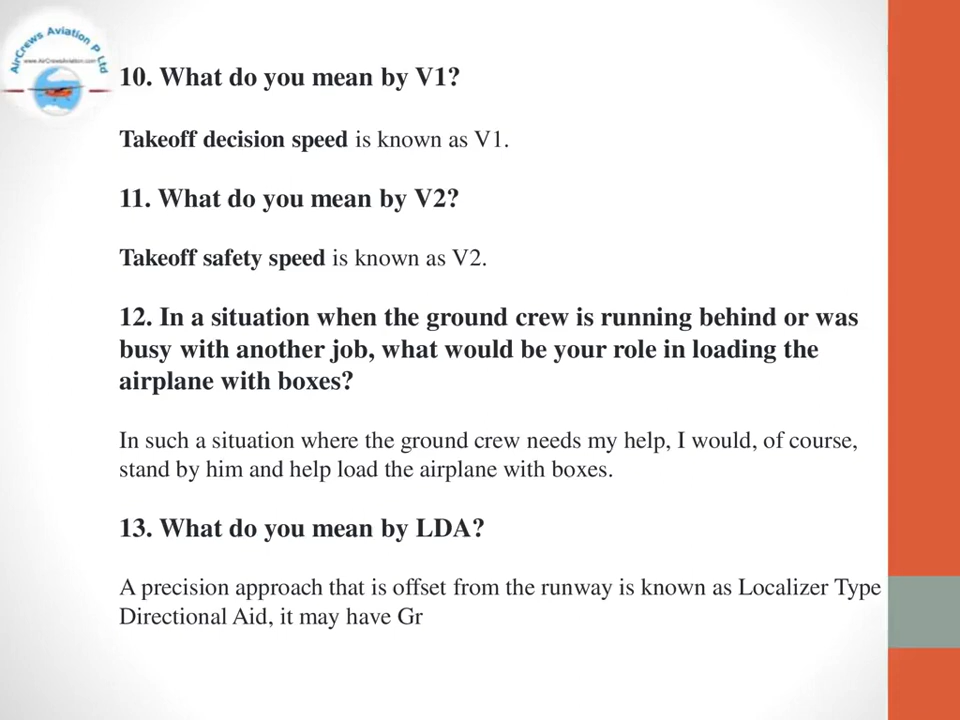 AirCrews Aviation P Ltd
www.AirCrewsAviation.com
10. What do you mean by V1?
Takeoff decision speed is known as V1.
11. What do you mean by V2?
Takeoff safety speed is known as V2.
12. In a situation when the ground crew is running behind or was
busy with another job, what would be your role in loading the
airplane with boxes?
In such a situation where the ground crew needs my help, I would, of course,
stand by him and help load the airplane with boxes.
13. What do you mean by LDA?
A precision approach that is offset from the runway is known as Localizer Type
Directional Aid, it may have Gr